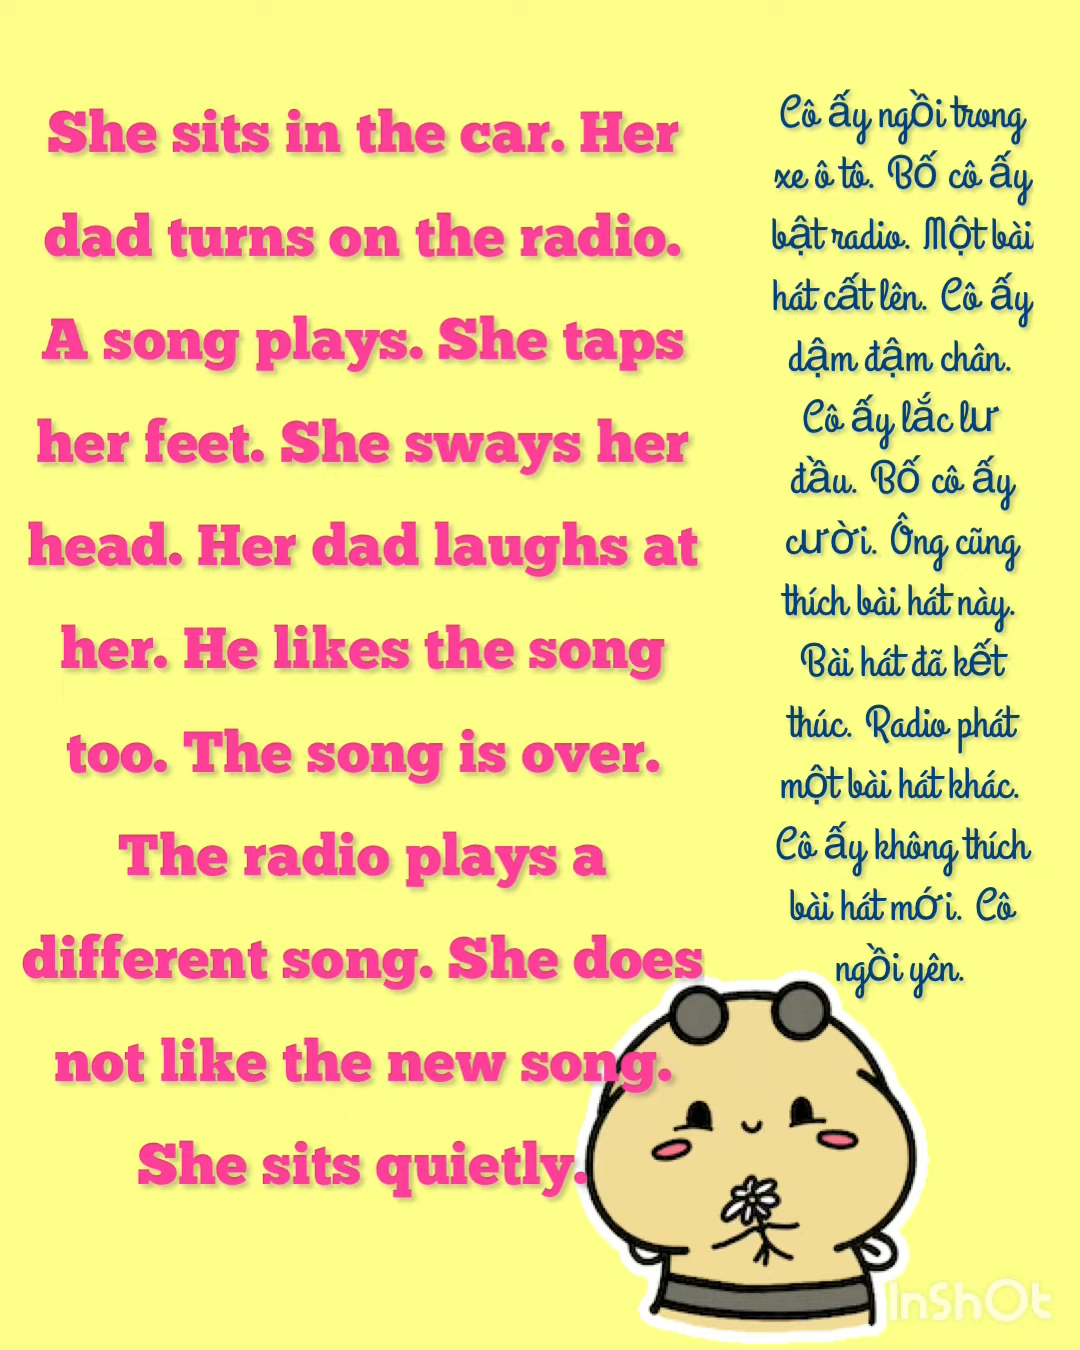 She sits in the car. Her
dad turns on the radio.
A song plays. She taps
her feet. She sways her
head. Her dad laughs at
her. He likes the song
too. The song is over.
The radio plays a
different song. She does
not like the new song.
She sits quietly.
Cô ấy ngồi trong
xe ô tô. Bố cô ấy
bật radio. Một bài
hát cất lên. Cô ấy
dậm đậm chân.
Cô ấy lắc lư
đầu. Bố cô ấy
cười. Ông cũng
thích bài hát này.
Bài hát đã kết
thúc. Radio phát
một bài hát khác.
Cô ấy không thích
bài hát mới. Cô
ngồi yên.
InShOt